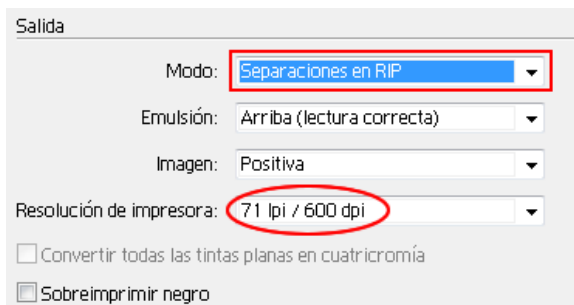 Salida
Modo: Separaciones en RIP
Emulsión: Arriba (lectura correcta)
Imagen: Positiva
Resolución de impresora: 71 lpi / 600 dpi
Convertir todas las tintas planas en cuatricromía
Sobreimprimir negro